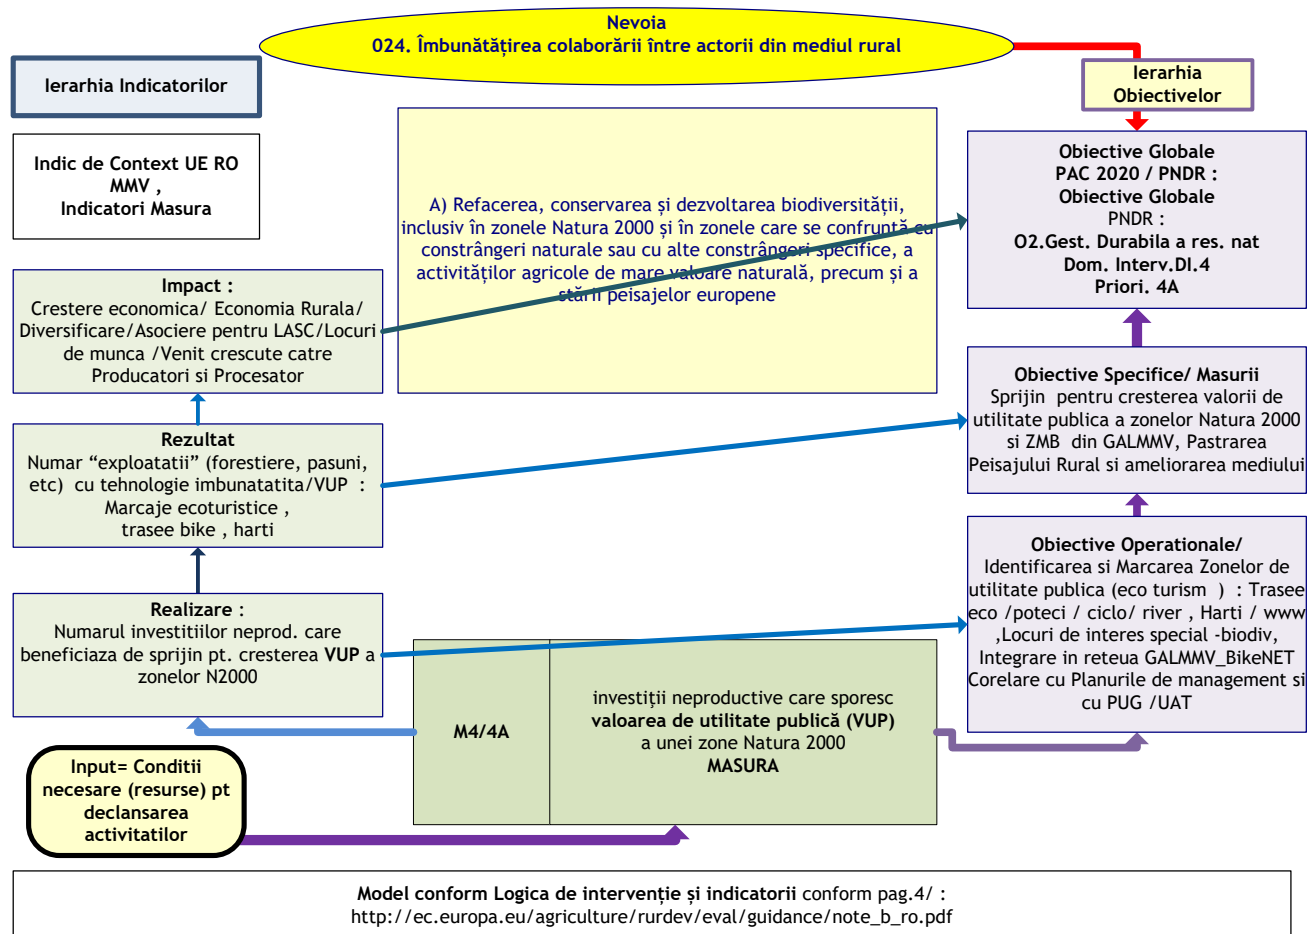 Nevoia
024. Îmbunătățirea colaborării între actorii din mediul rural
Ierarhia Indicatorilor
Ierarhia
Obiectivelor
Indic de Context UE RO
MMV ,
Indicatori Masura
A) Refacerea, conservarea și dezvoltarea biodiversității,
inclusiv în zonele Natura 2000 și în zonele care se confruntă cu
constrângeri naturale sau cu alte constrângeri specifice, a
activităților agricole de mare valoare naturală, precum și a
stării peisajelor europene
Obiective Globale
PAC 2020 / PNDR :
Obiective Globale
PNDR :
O2.Gest. Durabila a res. nat
Dom. Interv.DI.4
Priori. 4A
Impact :
Crestere economica/ Economia Rurala/
Diversificare/Asociere pentru LASC/Locuri
de munca /Venit crescute catre
Producatori si Procesator
Obiective Specifice/ Masurii
Sprijin pentru cresterea valorii de
utilitate publica a zonelor Natura 2000
si ZMB din GALMMV, Pastrarea
Peisajului Rural si ameliorarea mediului
Rezultat
Numar “exploatatii” (forestiere, pasuni,
etc) cu tehnologie imbunatatita/VUP :
Marcaje ecoturistice ,
trasee bike , harti
Obiective Operationale/
Identificarea si Marcarea Zonelor de
utilitate publica (eco turism ) : Trasee
eco /poteci / ciclo/ river , Harti / www
,Locuri de interes special -biodiv,
Integrare in reteua GALMMV_BikeNET
Corelare cu Planurile de management si
cu PUG /UAT
Realizare :
Numarul investitiilor neprod. care
beneficiaza de sprijin pt. cresterea VUP a
zonelor N2000
M4/4A
investiții neproductive care sporesc
valoarea de utilitate publică (VUP)
a unei zone Natura 2000
MASURA
Input= Conditii
necesare (resurse) pt
declansarea
activitatilor
Model conform Logica de intervenție și indicatorii conform pag.4/ :
http://ec.europa.eu/agriculture/rurdev/eval/guidance/note_b_ro.pdf